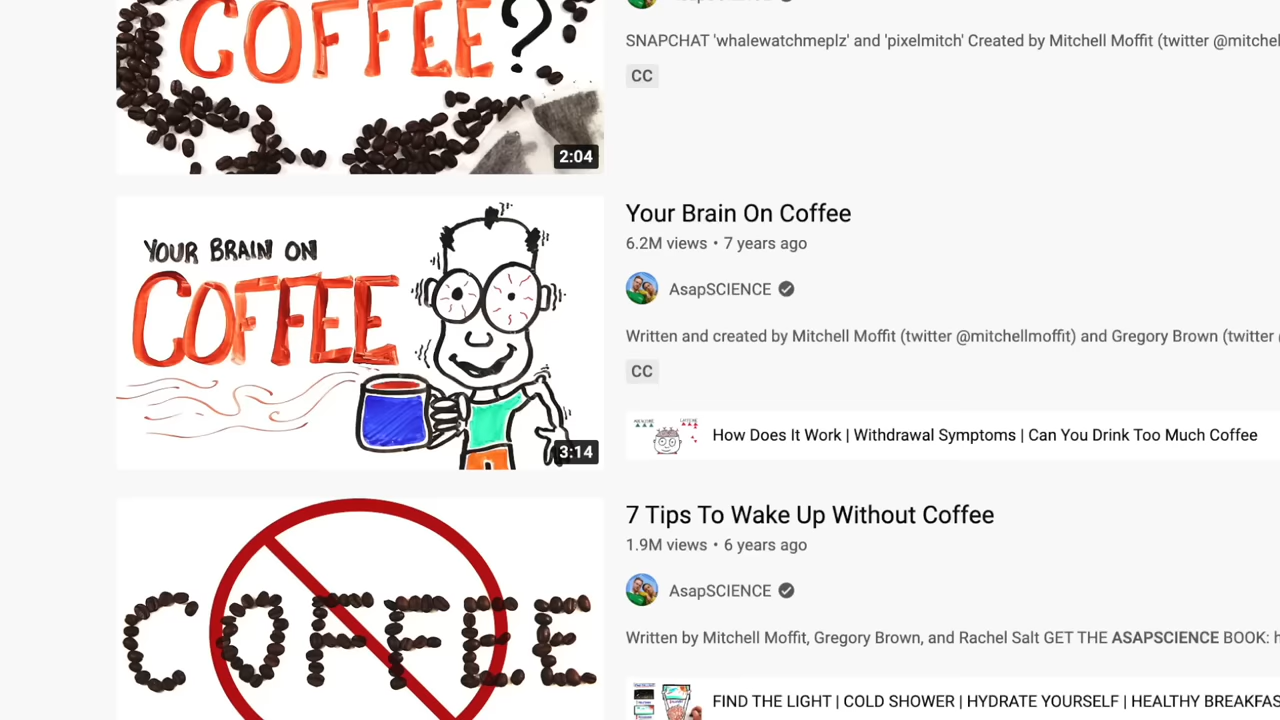 COFFEE?
SNAPCHAT 'whalewatchmeplz' and 'pixelmitch' Created by Mitchell Moffit (twitter
CC
2:04
YOUR BRAIN ON
COFFEE
3:14
Your Brain On Coffee
6.2M views • 7 years ago
AsapSCIENCE
Written and created by Mitchell Moffit (twitter @mitchellmoffit) and Gregory Brown (twitter
CC
How Does It Work | Withdrawal Symptoms | Can You Drink Too Much Coffee
COFFEE
7 Tips To Wake Up Without Coffee
1.9M views • 6 years ago
AsapSCIENCE
Written by Mitchell Moffit, Gregory Brown, and Rachel Salt GET THE ASAPSCIENCE BOOK:
FIND THE LIGHT | COLD SHOWER | HYDRATE YOURSELF | HEALTHY